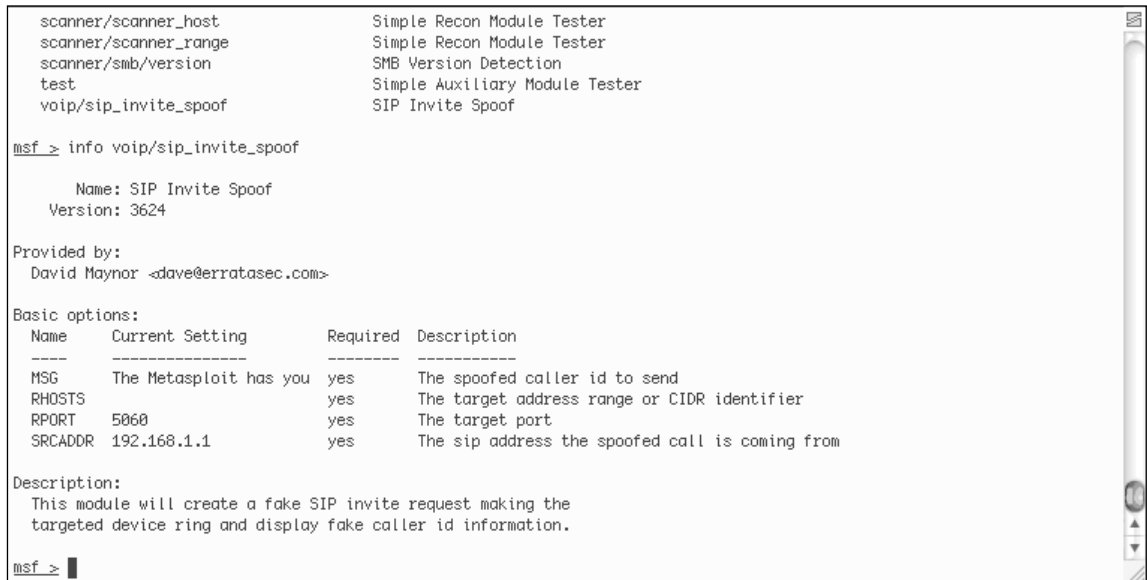 scanner/scanner_host Simple Recon Module Tester
scanner/scanner_range Simple Recon Module Tester
scanner/smb/version SMB Version Detection
test Simple Auxiliary Module Tester
voip/sip_invite_spoof SIP Invite Spoof
msf > info voip/sip_invite_spoof
Name: SIP Invite Spoof
Version: 3624
Provided by:
David Maynor <dave@erratasec.com>
Basic options:
Name Current Setting Required Description
---- --------------- -------- -----------
MSG The Metasploit has you yes The spoofed caller id to send
RHOSTS yes The target address range or CIDR identifier
RPORT 5060 yes The target port
SRCADDR 192.168.1.1 yes The sip address the spoofed call is coming from
Description:
This module will create a fake SIP invite request making the
targeted device ring and display fake caller id information.
msf >